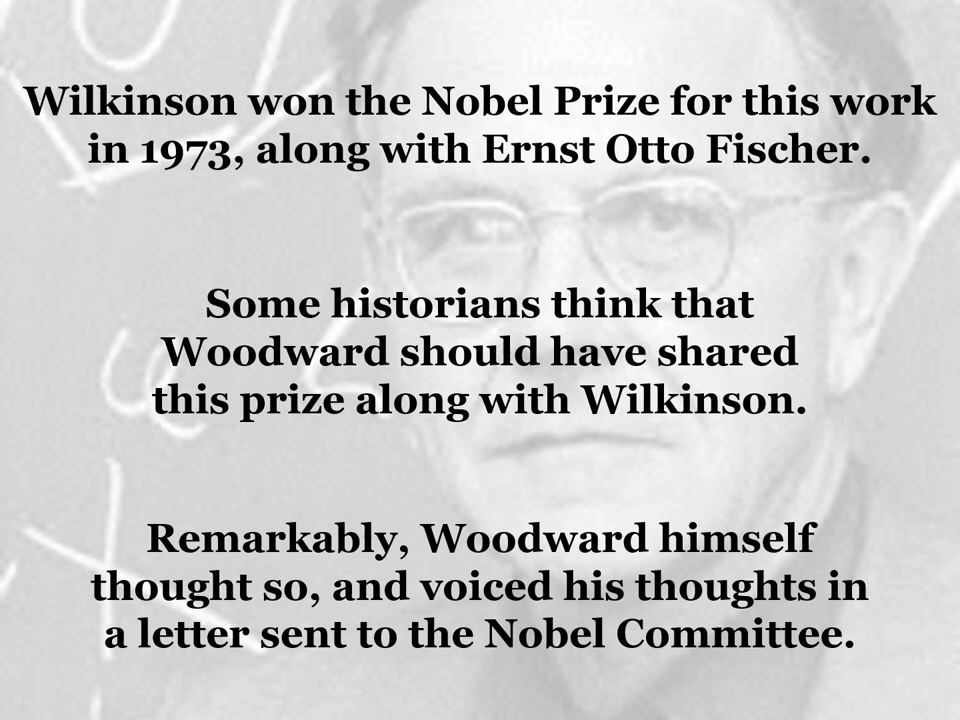 Wilkinson won the Nobel Prize for this work
in 1973, along with Ernst Otto Fischer.
Some historians think that
Woodward should have shared
this prize along with Wilkinson.
Remarkably, Woodward himself
thought so, and voiced his thoughts in
a letter sent to the Nobel Committee.